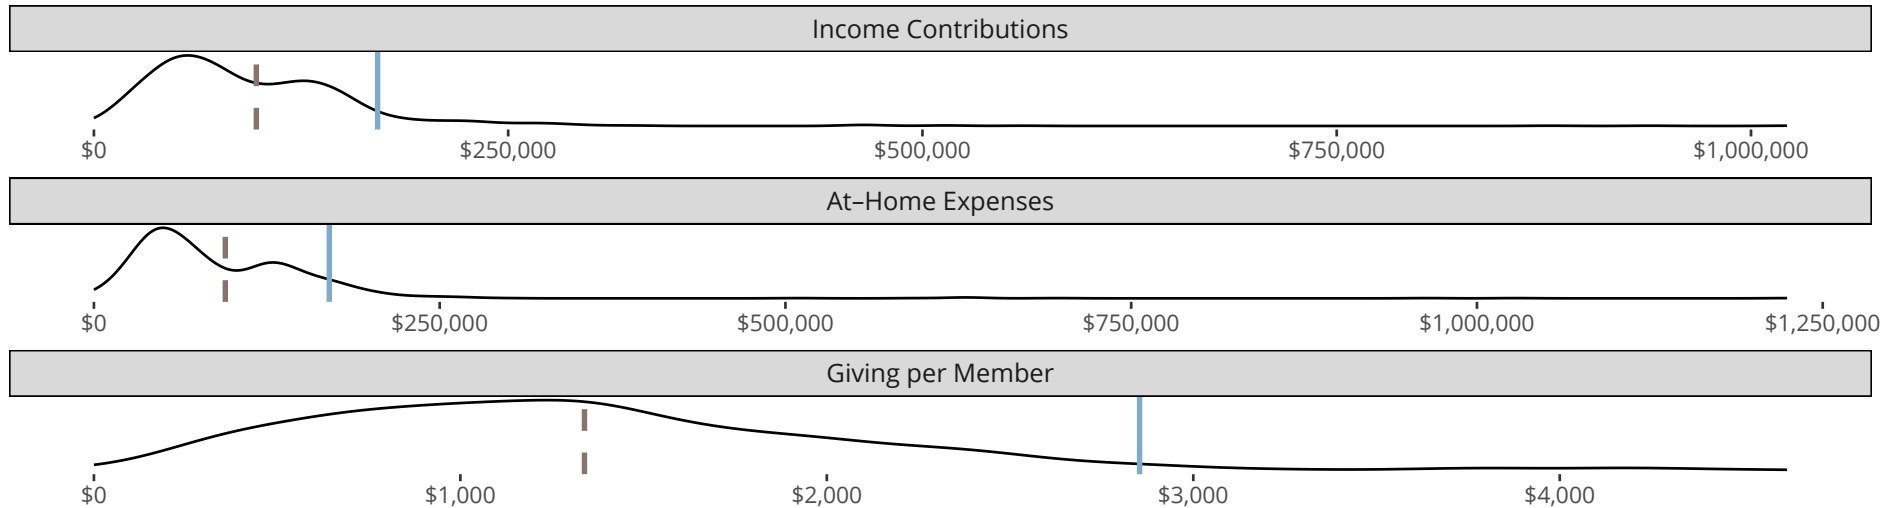 Income Contributions
$0 $250,000 $500,000 $750,000 $1,000,000
At–Home Expenses
$0 $250,000 $500,000 $750,000 $1,000,000 $1,250,000
Giving per Member
$0 $1,000 $2,000 $3,000 $4,000